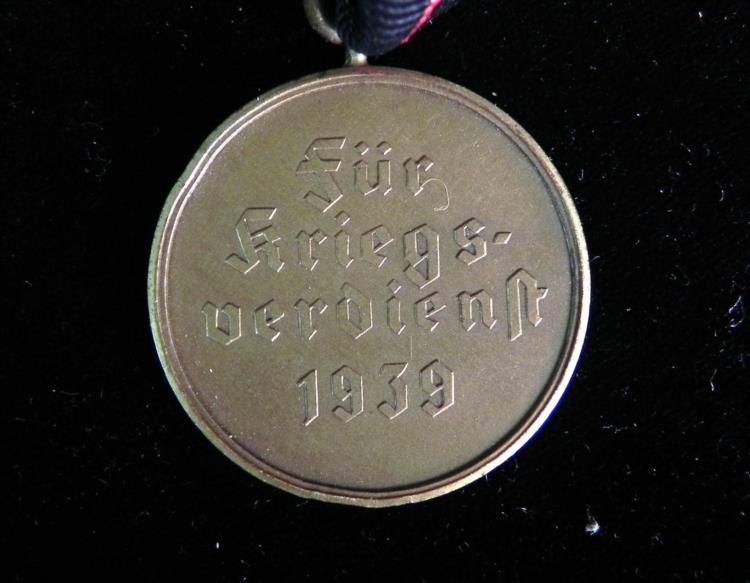 Für
Kriegs-
verdienst
1939